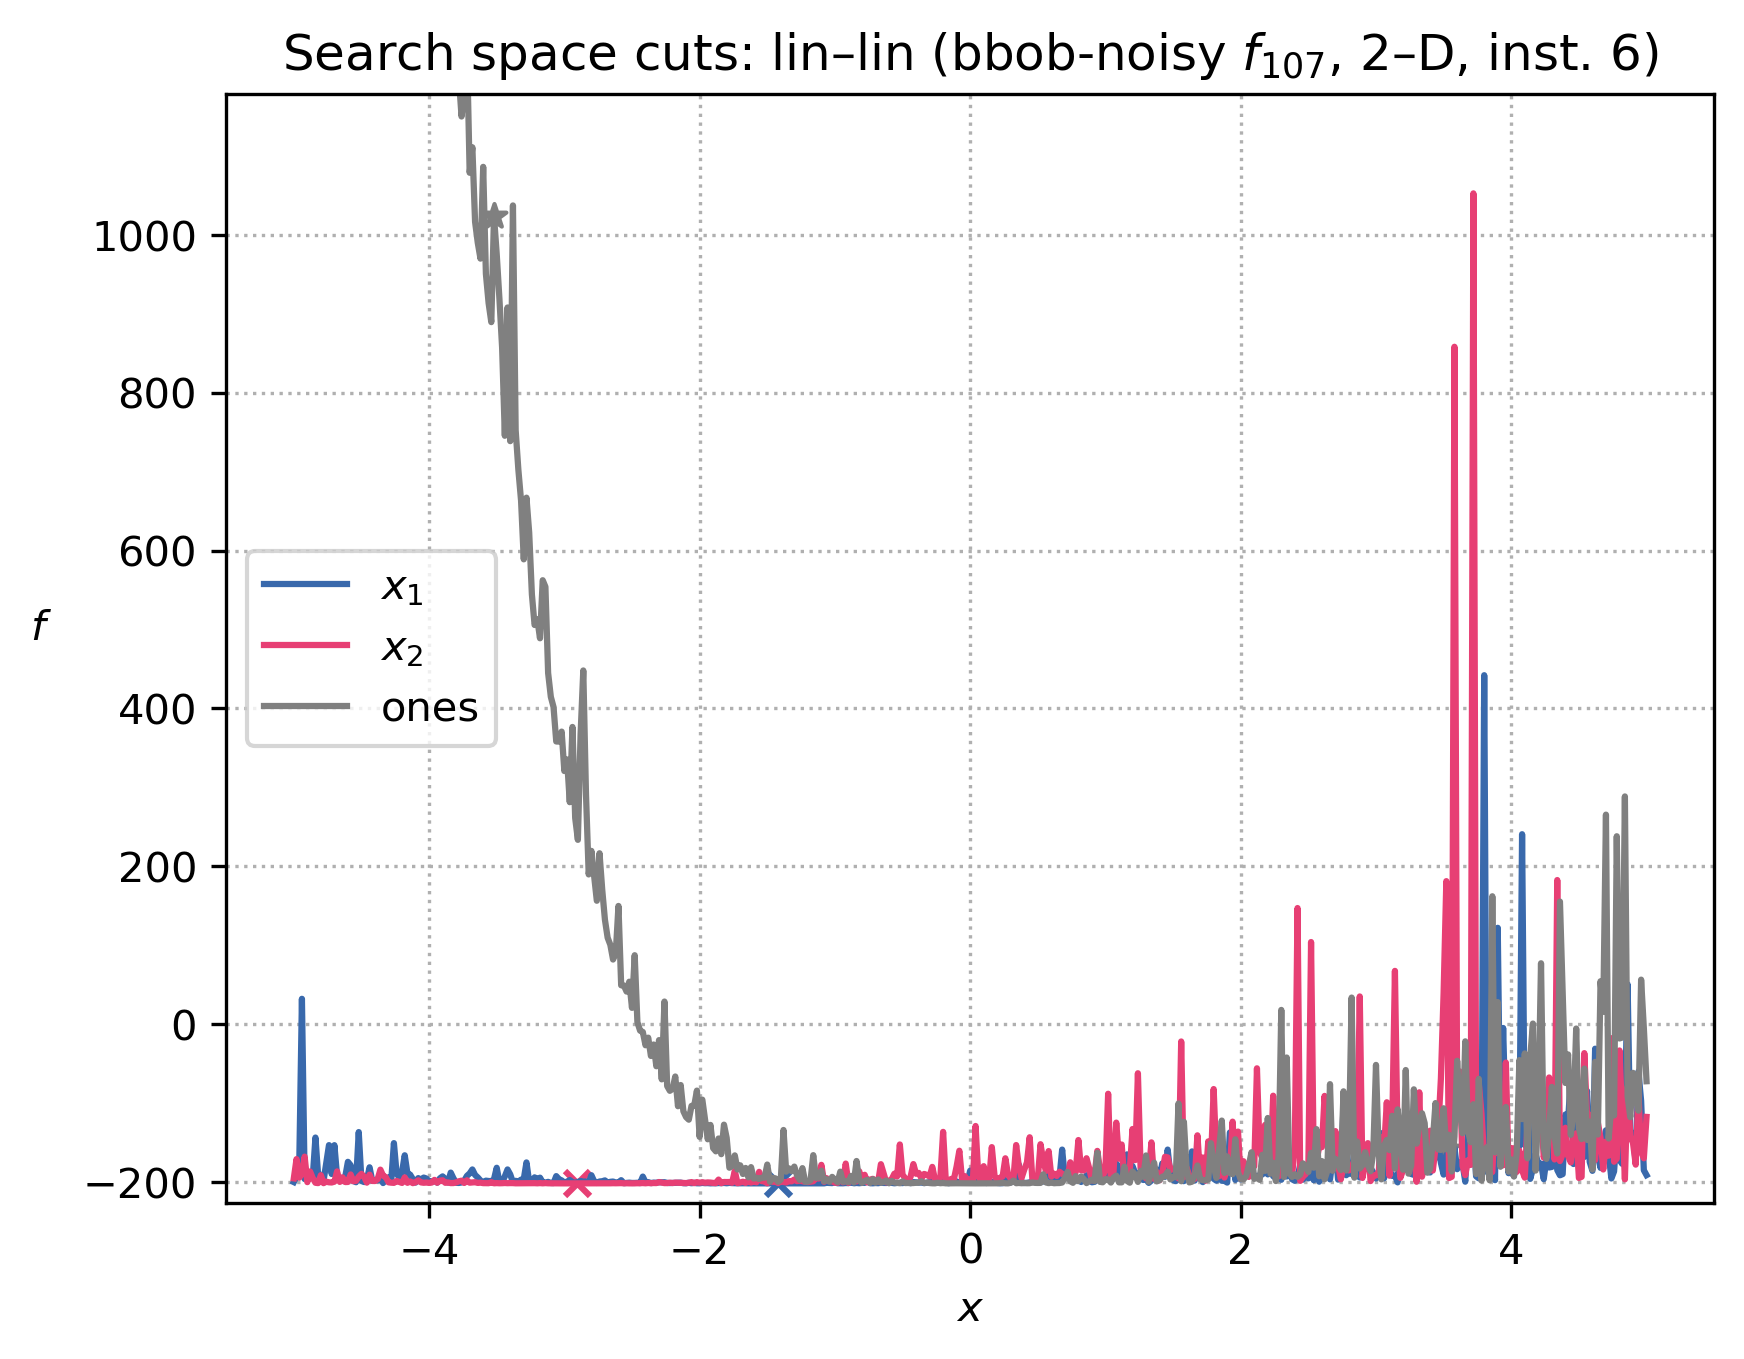 Search space cuts: lin–lin (bbob-noisy f₁₀₇, 2–D, inst. 6)
1000
800
600
400
200
0
−200
f
x₁
x₂
ones
−4 −2 0 2 4
x